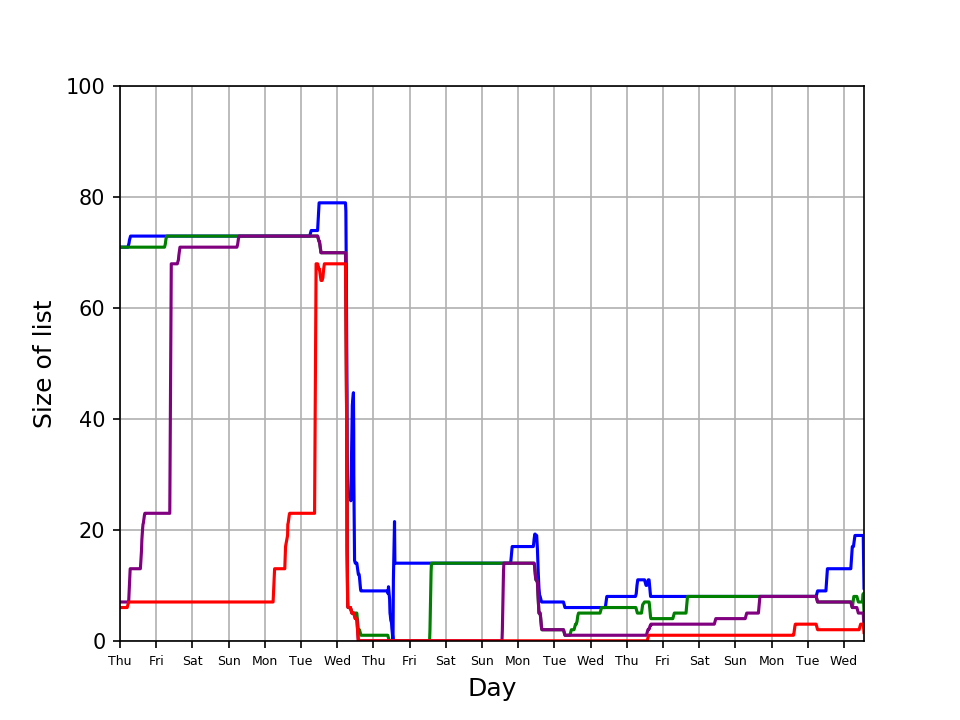 100
80
60
40
20
0
Size of list
Thu Fri Sat Sun Mon Tue Wed Thu Fri Sat Sun Mon Tue Wed Thu Fri Sat Sun Mon Tue Wed
Day